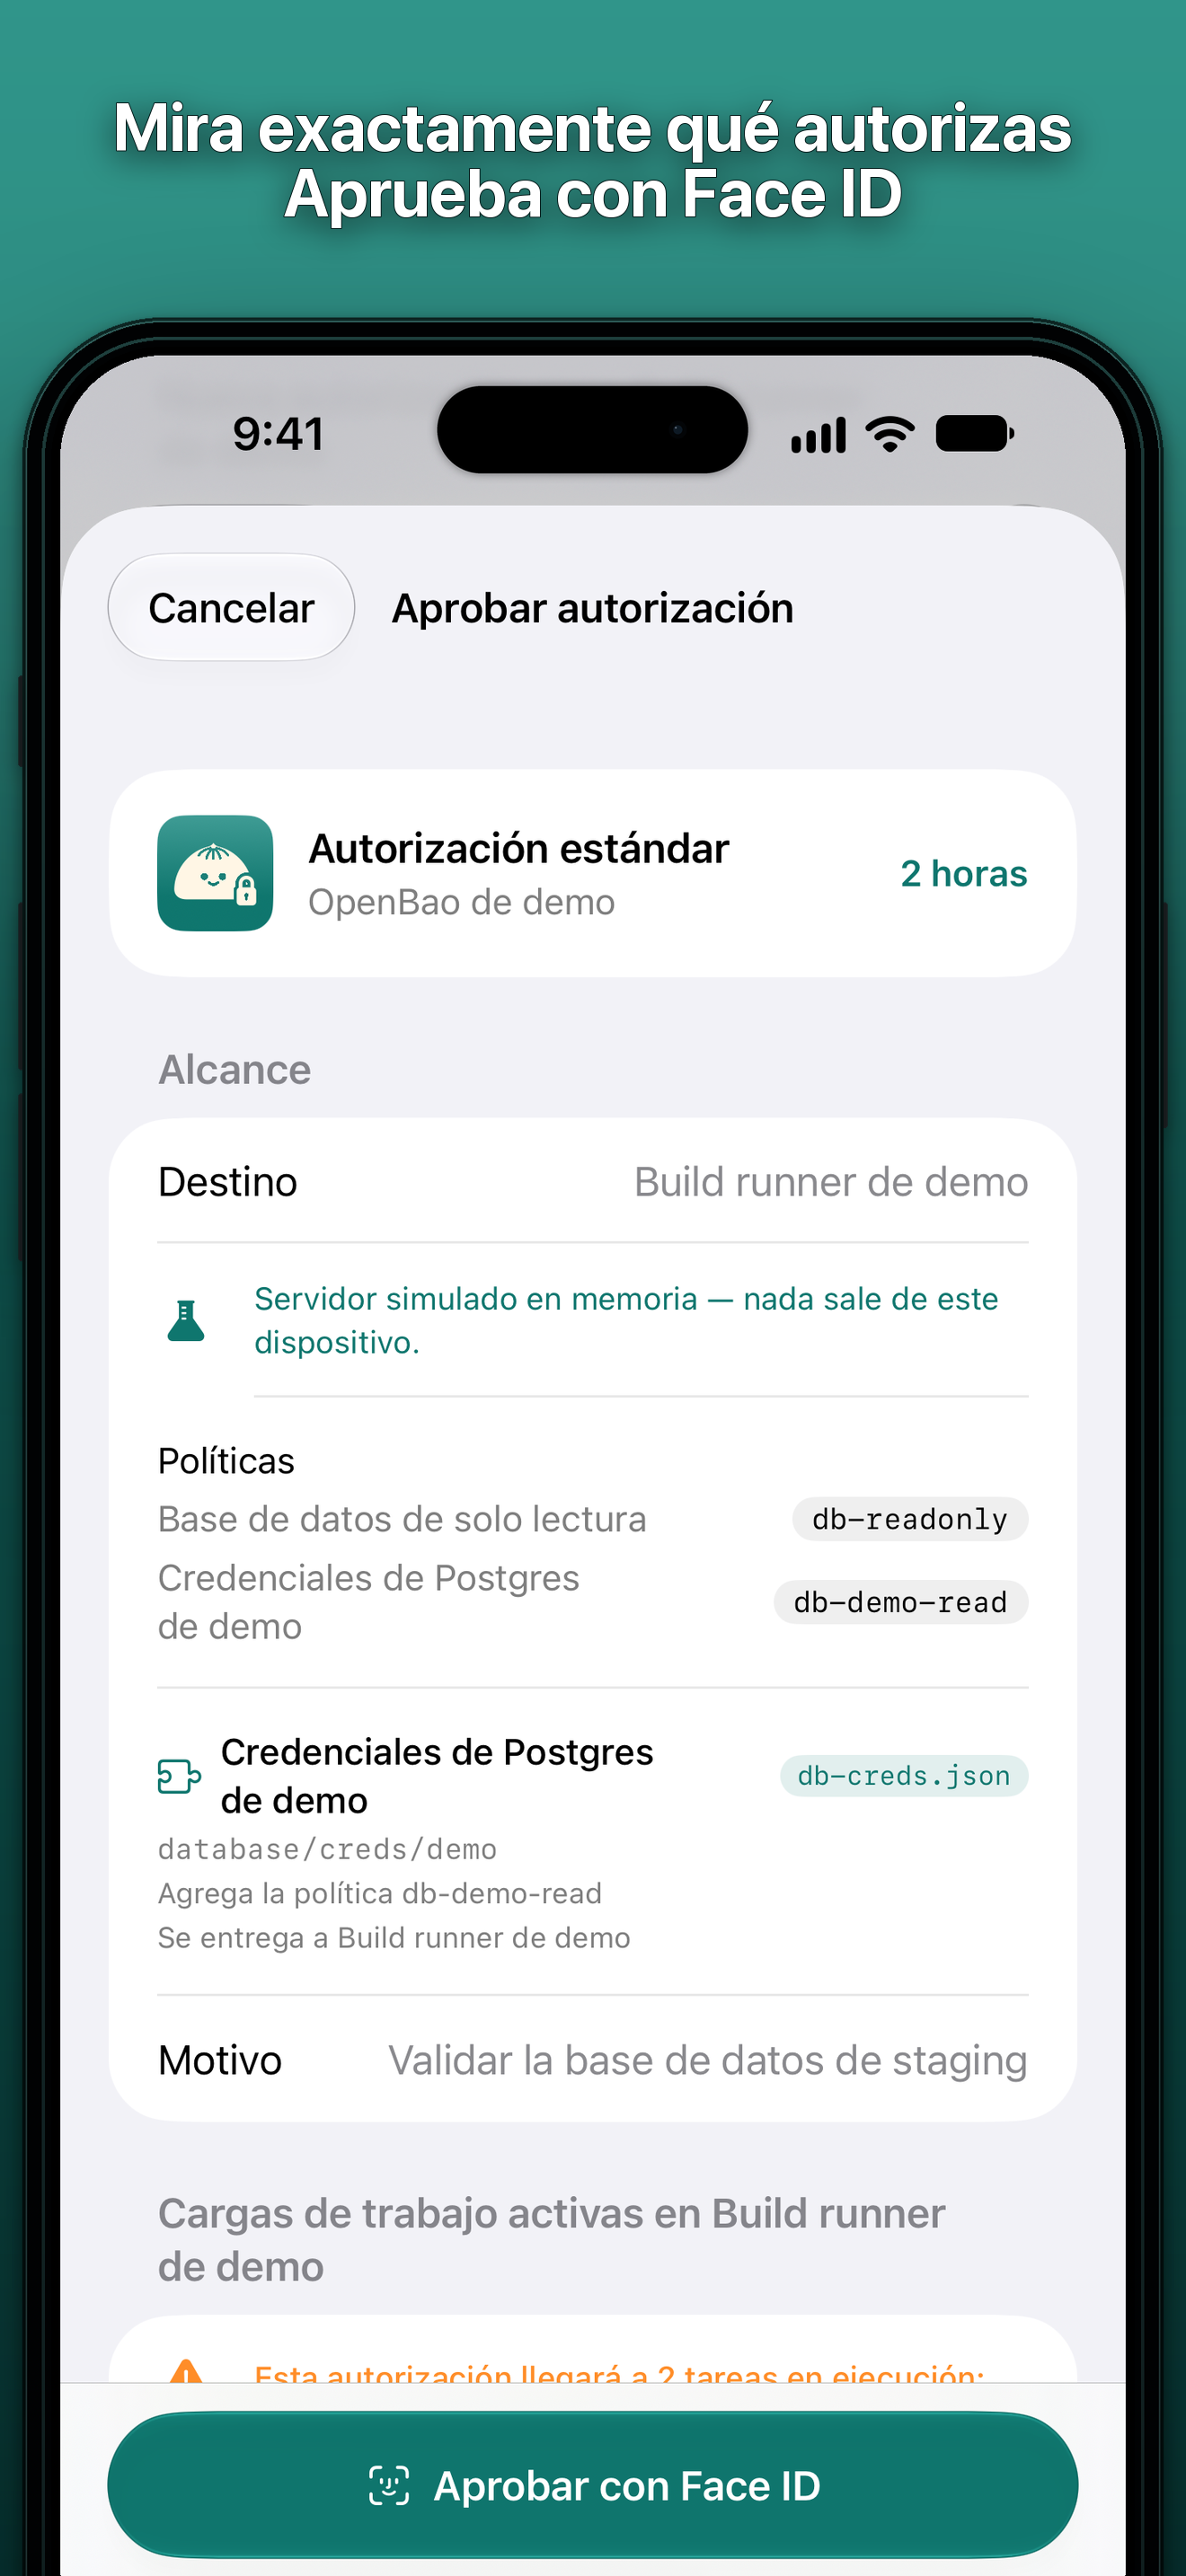 Mira exactamente qué autorizas
Aprueba con Face ID
9:41
Cancelar
Aprobar autorización
Autorización estándar
OpenBao de demo
2 horas
Alcance
Destino
Build runner de demo
Servidor simulado en memoria — nada sale de este
dispositivo.
Políticas
Base de datos de solo lectura
db-readonly
Credenciales de Postgres
de demo
db-demo-read
Credenciales de Postgres
de demo
db-creds.json
database/creds/demo
Agrega la política db-demo-read
Se entrega a Build runner de demo
Motivo
Validar la base de datos de staging
Cargas de trabajo activas en Build runner
de demo
Esta autorización llegará a 2 tareas en ejecución:
Aprobar con Face ID